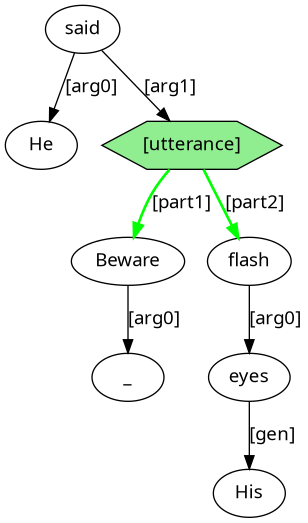 said
[arg0] [arg1]
He [utterance]
[part1] [part2]
Beware flash
[arg0] [arg0]
_ eyes
[gen]
His